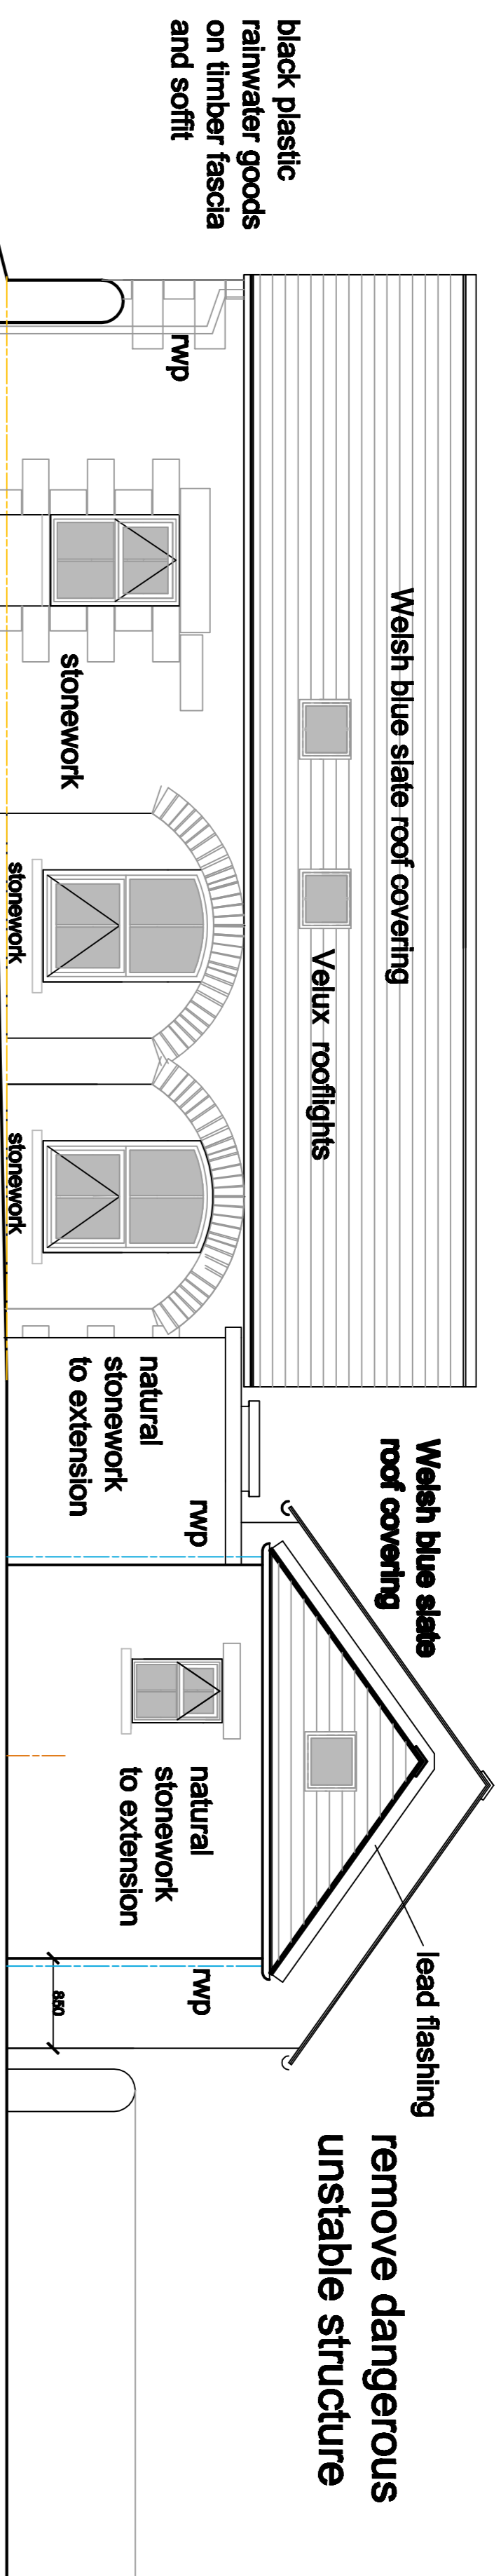 black plastic
rainwater goods
on timber fascia
and soffit
rwp
Welsh blue slate roof covering
stonework
Velux rooflights
stonework
stonework
natural
stonework
to extension
rwp
Welsh blue slate
roof covering
natural
stonework
to extension
lead flashing
rwp
850
remove dangerous
unstable structure